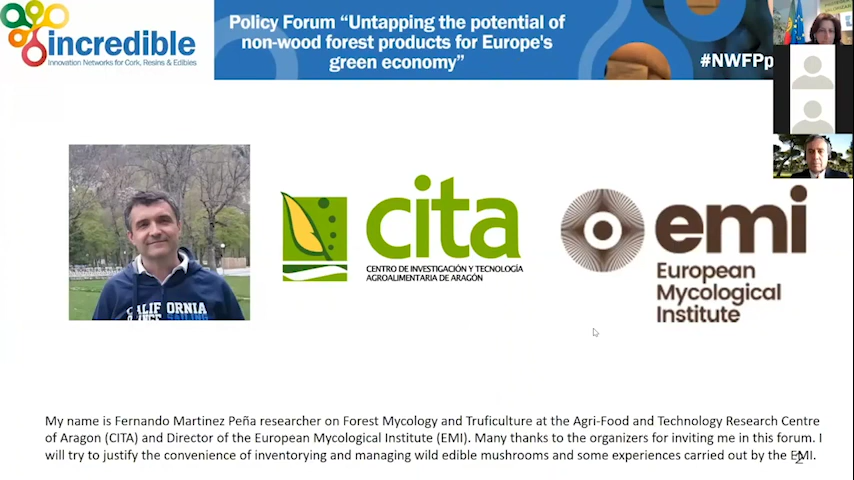 incredible
Innovation Networks for Cork, Resins & Edibles
Policy Forum “Untapping the potential of
non-wood forest products for Europe's
green economy”
#NWFPp
CALIF ORNIA
SAILING
cita
CENTRO DE INVESTIGACIÓN Y TECNOLOGÍA
AGROALIMENTARIA DE ARAGÓN
emi
European
Mycological
Institute
My name is Fernando Martinez Peña researcher on Forest Mycology and Truficulture at the Agri-Food and Technology Research Centre
of Aragon (CITA) and Director of the European Mycological Institute (EMI). Many thanks to the organizers for inviting me in this forum. I
will try to justify the convenience of inventorying and managing wild edible mushrooms and some experiences carried out by the EMI.
2